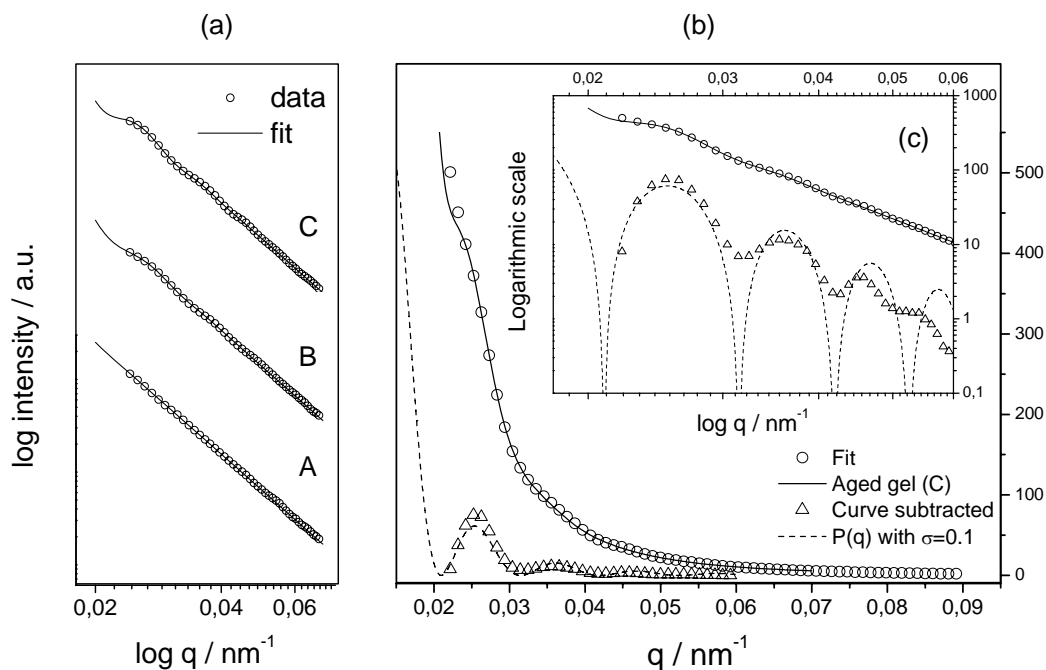 (a)
data
fit
C
B
A
log intensity / a.u.
0,02
0,04
0,06
log q / nm-1
(b)
0,02
0,03
0,04
0,05
0,06
1000
100
10
1
0,1
(c)
Logarithmic scale
log q / nm-1
Fit
Aged gel (C)
Curve subtracted
P(q) with σ=0.1
500
400
300
200
100
0
0,02
0,03
0,04
0,05
0,06
0,07
0,08
0,09
q / nm-1